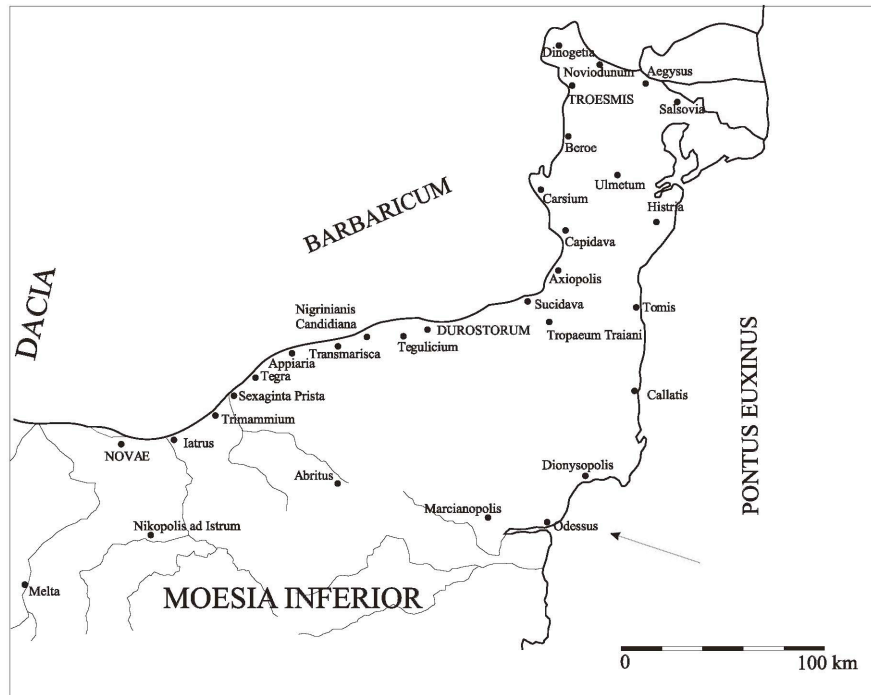 Dinogetia
Noviodunum
Aegysus
TROESMIS
Salsovia
Beroe
Ulmetum
Carsium
Histria
BARBARICUM
Capidava
Axiopolis
DACIA
Nigrinianis
Candidiana
Sucidava
Tomis
DUROSTORUM
Tropaeum Traiani
Tegulicium
Transmarisca
Appiaria
Tegra
PONTUS EUXINUS
Sexaginta Prista
Callatis
Trimammium
Iatrus
NOVAE
Dionysopolis
Abritus
Marcianopolis
Nikopolis ad Istrum
Odessus
Melta
MOESIA INFERIOR
0 100 km